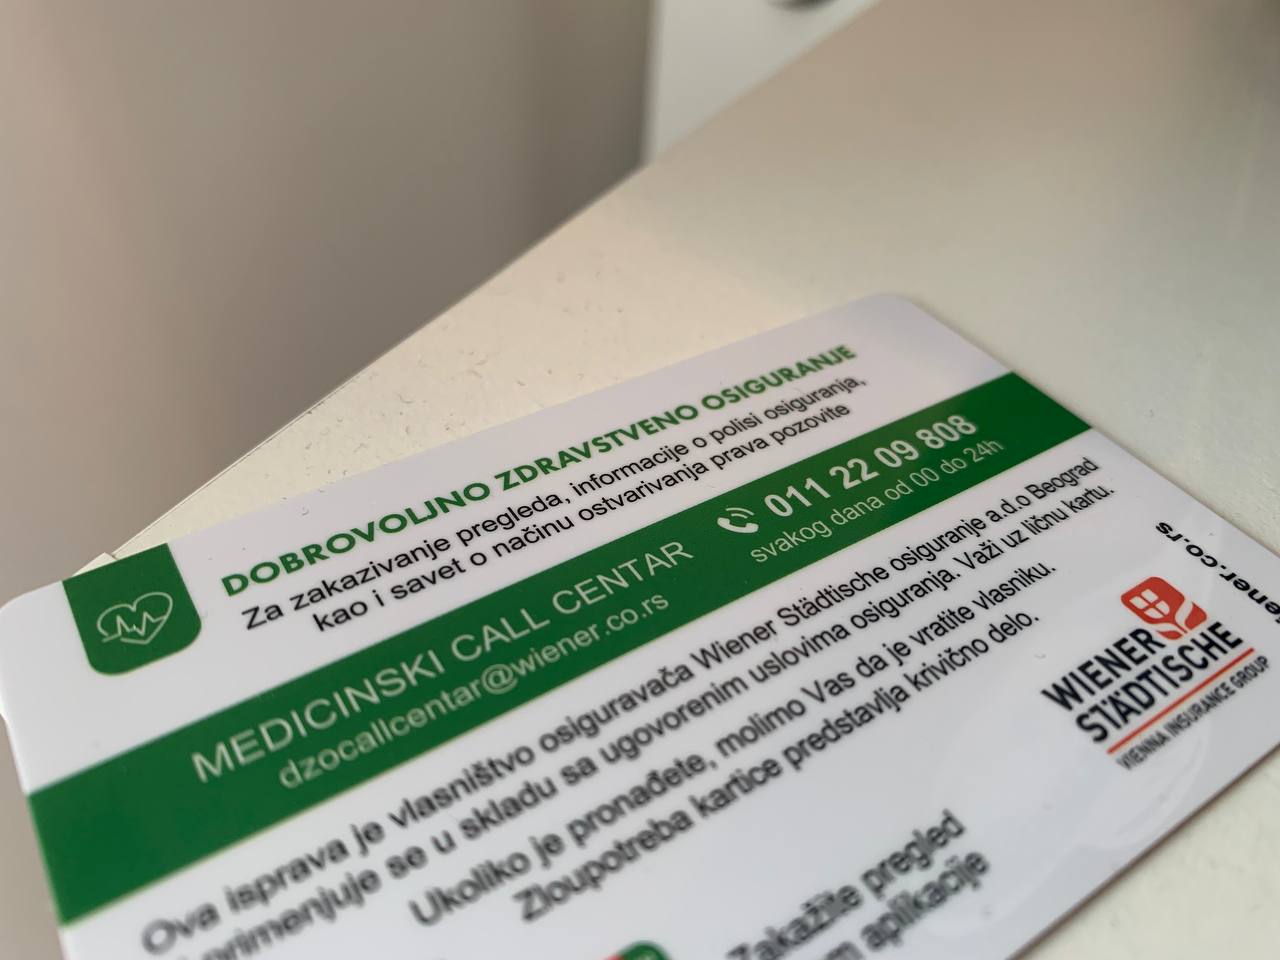 DOBROVOLJNO ZDRAVSTVENO OSIGURANJE
Za zakazivanje pregleda, informacije o polisi osiguranja,
kao i savet o načinu ostvarivanja prava pozovite
MEDICINSKI CALL CENTAR
dzocallcentar@wiener.co.rs
011 22 09 808
svakog dana od 00 do 24h
Ova isprava je vlasništvo osiguravača Wiener Städtische osiguranje a.d.o Beograd
i primenjuje se u skladu sa ugovorenim uslovima osiguranja. Važi uz ličnu kartu.
Ukoliko je pronađete, molimo Vas da je vratite vlasniku.
Zloupotreba kartice predstavlja krivično delo.
WIENER
STÄDTISCHE
VIENNA INSURANCE GROUP
Zakažite pregled
aplikacije